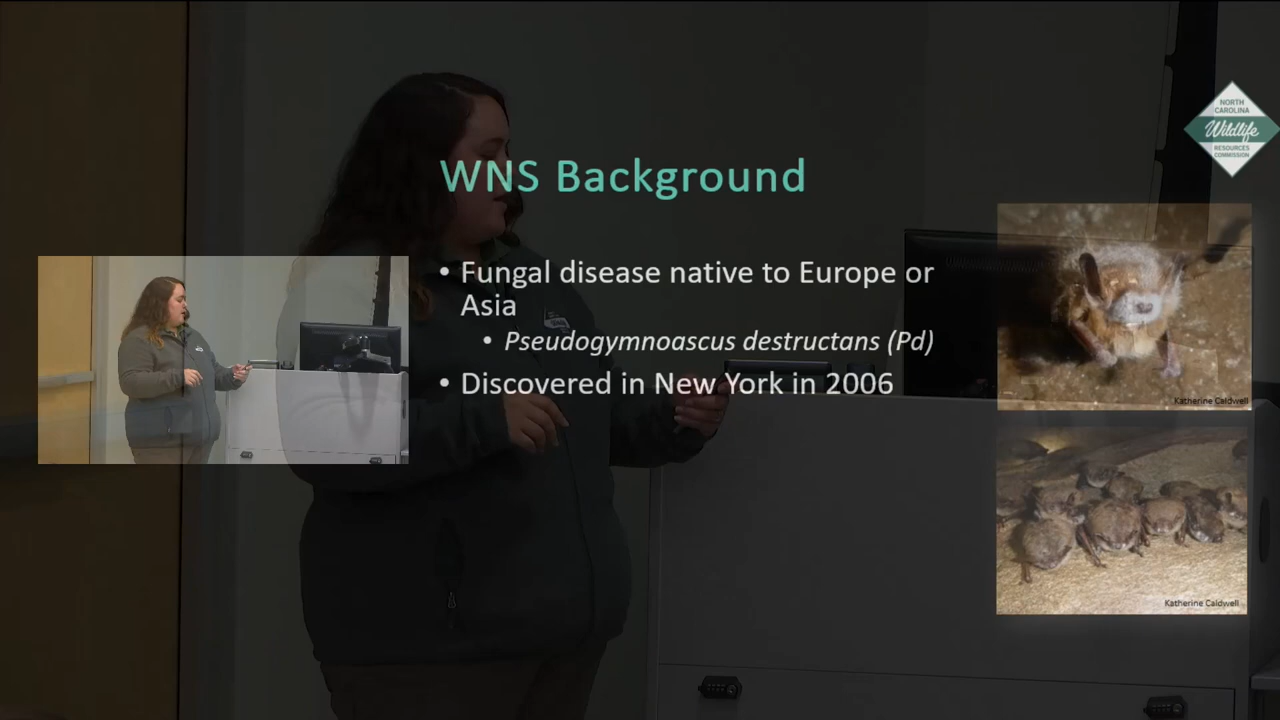 NORTH
CAROLINA
Wildlife
RESOURCES
COMMISSION
WNS Background
• Fungal disease native to Europe or
Asia
• Pseudogymnoascus destructans (Pd)
• Discovered in New York in 2006
Katherine Caldwell
Katherine Caldwell